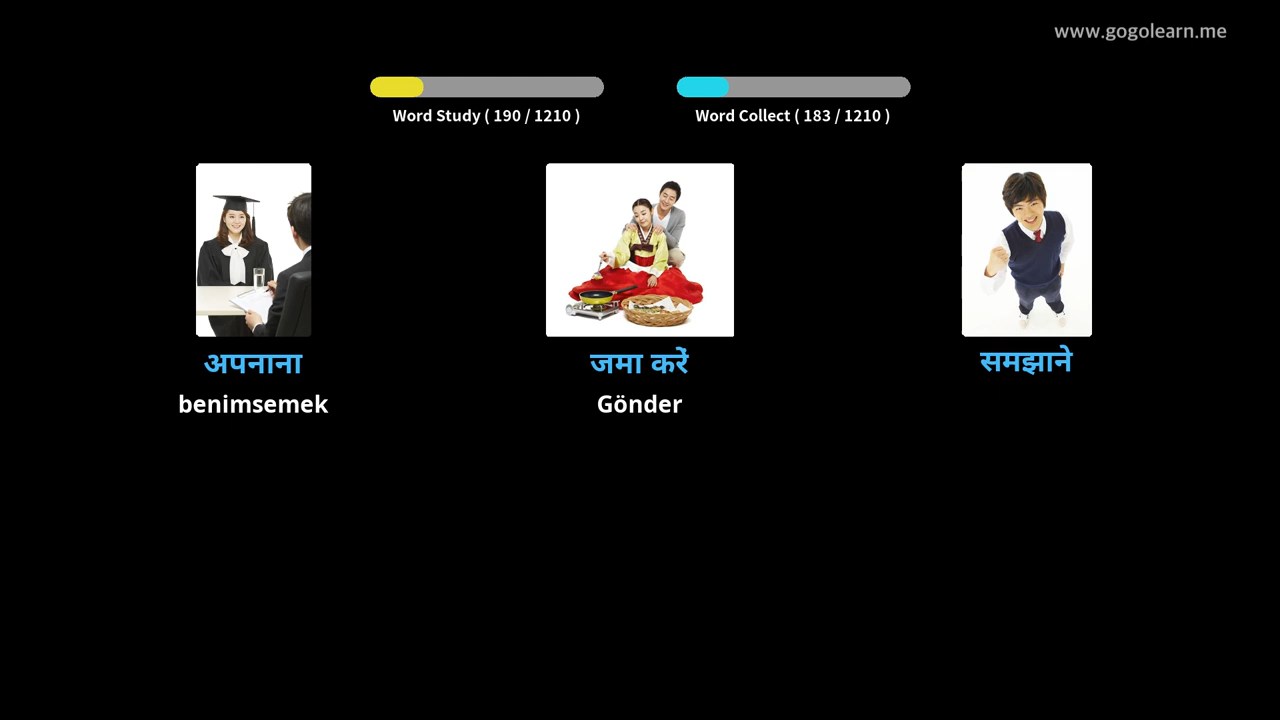 www.gogolearn.me
Word Study ( 190 / 1210 )
Word Collect ( 183 / 1210 )
अपनाना
जमा करें
समझाने
benimsemek
Gönder